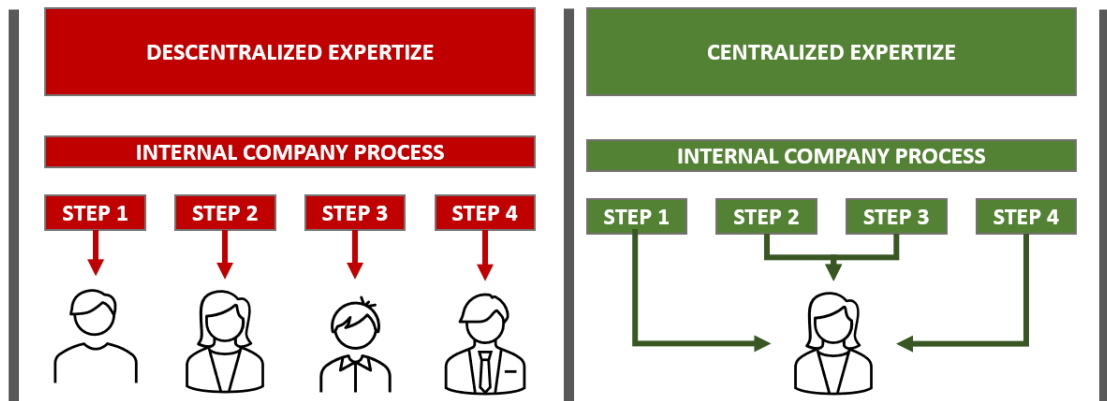 DESCENTRALIZED EXPERTIZE
INTERNAL COMPANY PROCESS
STEP 1
STEP 2
STEP 3
STEP 4
CENTRALIZED EXPERTIZE
INTERNAL COMPANY PROCESS
STEP 1
STEP 2
STEP 3
STEP 4